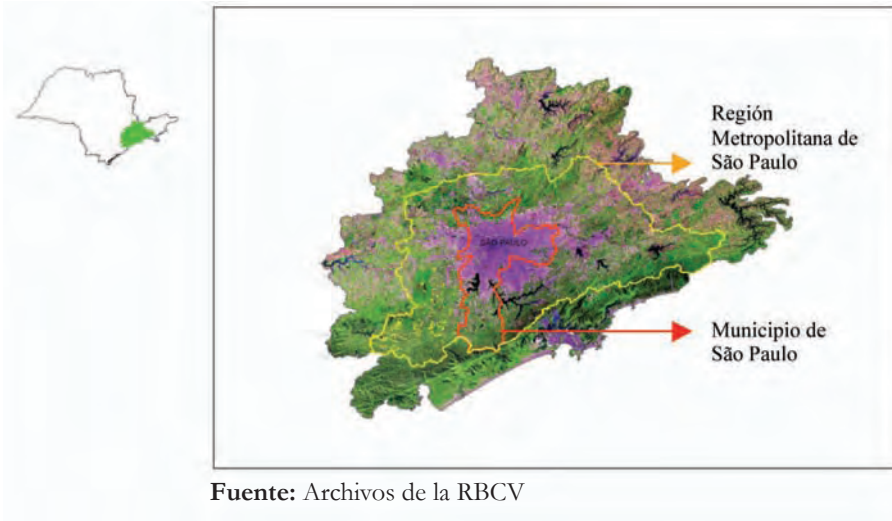 Región
Metropolitana de
São Paulo
SÃO PAULO
Municipio de
São Paulo
Fuente: Archivos de la RBCV